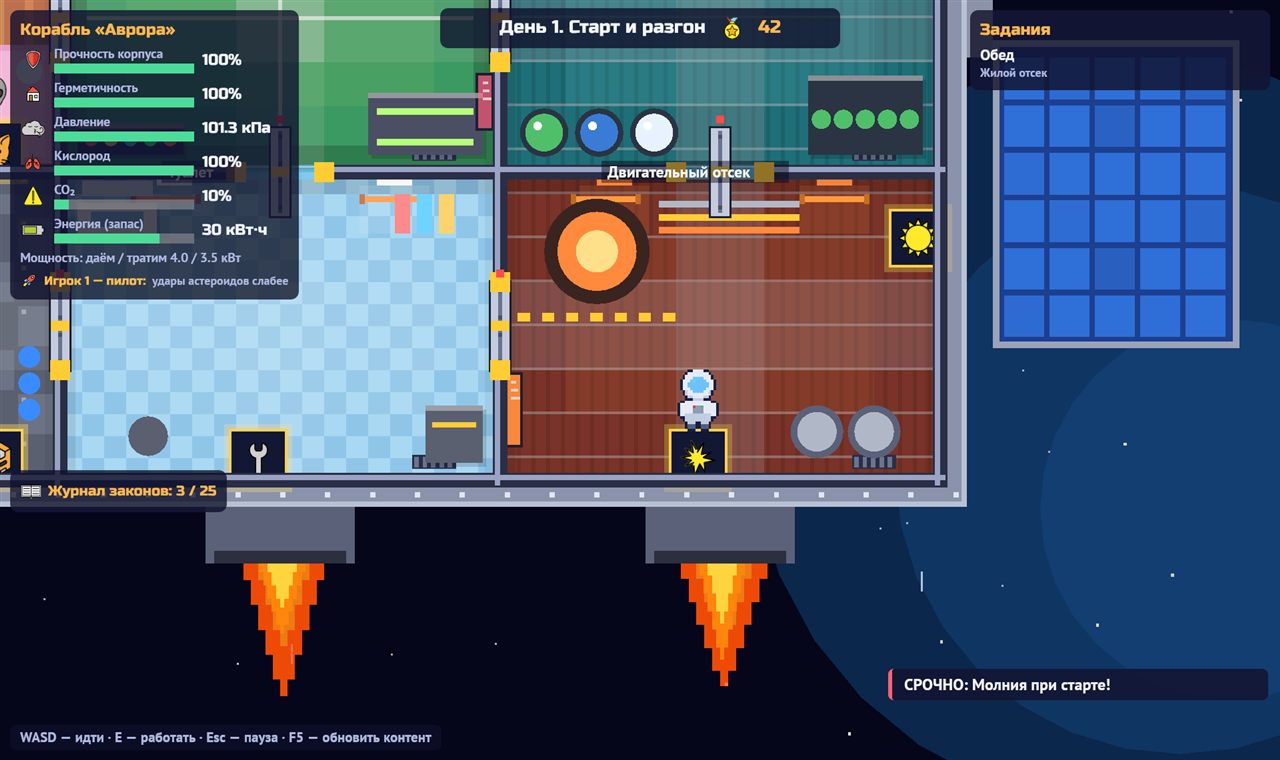 Корабль «Аврора»
Прочность корпуса
100%
Герметичность
100%
Давление
101.3 кПа
Кислород
100%
CO₂
10%
Энергия (запас)
30 кВт·ч
Мощность: даём / тратим 4.0 / 3.5 кВт
Игрок 1 — пилот: удары астероидов слабее
День 1. Старт и разгон 42
Задания
Обед
Жилой отсек
Туалет
Двигательный отсек
Журнал законов: 3 / 25
СРОЧНО: Молния при старте!
WASD — идти · E — работать · Esc — пауза · F5 — обновить контент